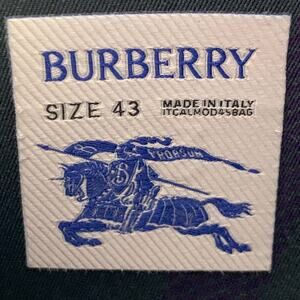 BURBERRY
SIZE 43
MADE IN ITALY
ITCALMOD45BAG
PRORSUM